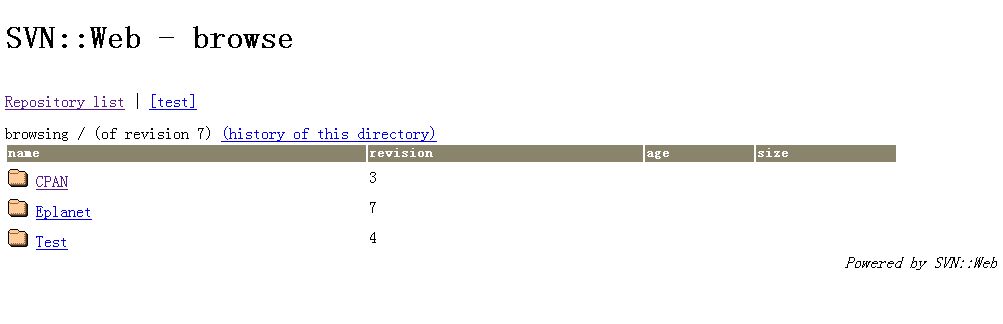 SVN::Web - browse
Repository list | [test]
browsing / (of revision 7) (history of this directory)
name revision age size
CPAN 3
Eplanet 7
Test 4
Powered by SVN::Web